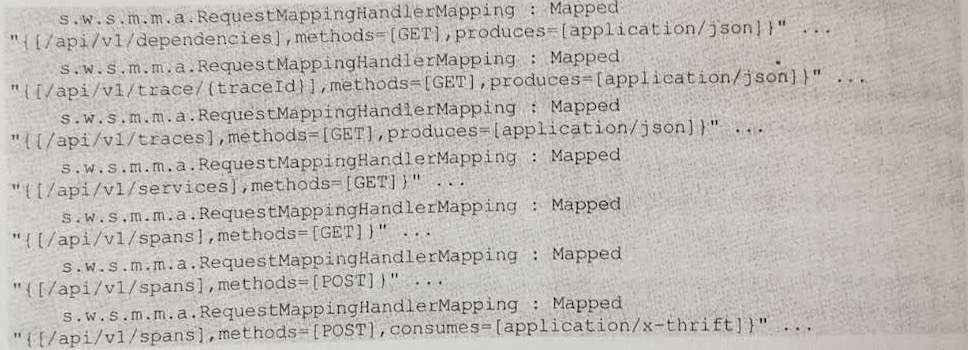 s.w.s.m.m.a.RequestMappingHandlerMapping : Mapped
"{[/api/v1/dependencies],methods=[GET],produces=[application/json]}" ...
s.w.s.m.m.a.RequestMappingHandlerMapping : Mapped
"{[/api/v1/trace/{traceId}],methods=[GET],produces=[application/json]}" ...
s.w.s.m.m.a.RequestMappingHandlerMapping : Mapped
"{[/api/v1/traces],methods=[GET],produces=[application/json]}" ...
s.w.s.m.m.a.RequestMappingHandlerMapping : Mapped
"{[/api/v1/services],methods=[GET]}" ...
s.w.s.m.m.a.RequestMappingHandlerMapping : Mapped
"{[/api/v1/spans],methods=[GET]}" ...
s.w.s.m.m.a.RequestMappingHandlerMapping : Mapped
"{[/api/v1/spans],methods=[POST]}" ...
s.w.s.m.m.a.RequestMappingHandlerMapping : Mapped
"{[/api/v1/spans],methods=[POST],consumes=[application/x-thrift]}" ...